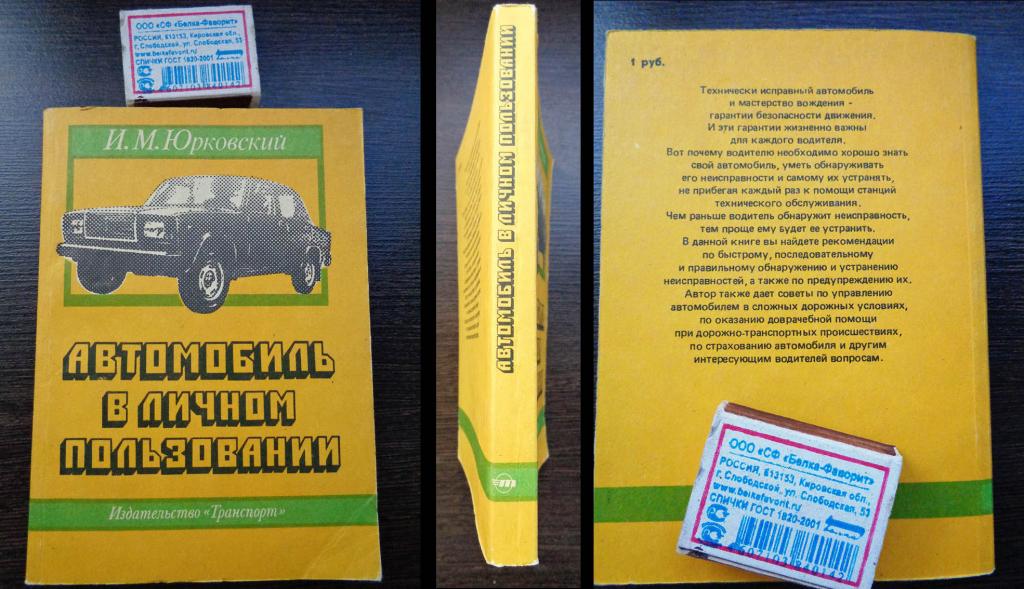 ООО «СФ «Белка-Фаворит»
РОССИЯ, 613153, Кировская обл.,
г. Слободской, ул. Слободская, 53
www.belkafavorit.ru
СПИЧКИ ГОСТ 1820-2001
И. М. Юрковский
АВТОМОБИЛЬ
В ЛИЧНОМ
ПОЛЬЗОВАНИИ
Издательство «Транспорт»
АВТОМОБИЛЬ В ЛИЧНОМ ПОЛЬЗОВАНИИ
1 руб.
Технически исправный автомобиль
и мастерство вождения -
гарантии безопасности движения.
И эти гарантии жизненно важны
для каждого водителя.
Вот почему водителю необходимо хорошо знать
свой автомобиль, уметь обнаруживать
его неисправности и самому их устранять,
не прибегая каждый раз к помощи станций
технического обслуживания.
Чем раньше водитель обнаружит неисправность,
тем проще ему будет ее устранить.
В данной книге вы найдете рекомендации
по быстрому, последовательному
и правильному обнаружению и устранению
неисправностей, а также по предупреждению их.
Автор также дает советы по управлению
автомобилем в сложных дорожных условиях,
по оказанию доврачебной помощи
при дорожно-транспортных происшествиях,
по страхованию автомобиля и другим
интересующим водителей вопросам.
ООО «СФ «Белка-Фаворит»
РОССИЯ, 613153, Кировская обл.,
г. Слободской, ул. Слободская, 53
www.belkafavorit.ru
СПИЧКИ ГОСТ 1820-2001